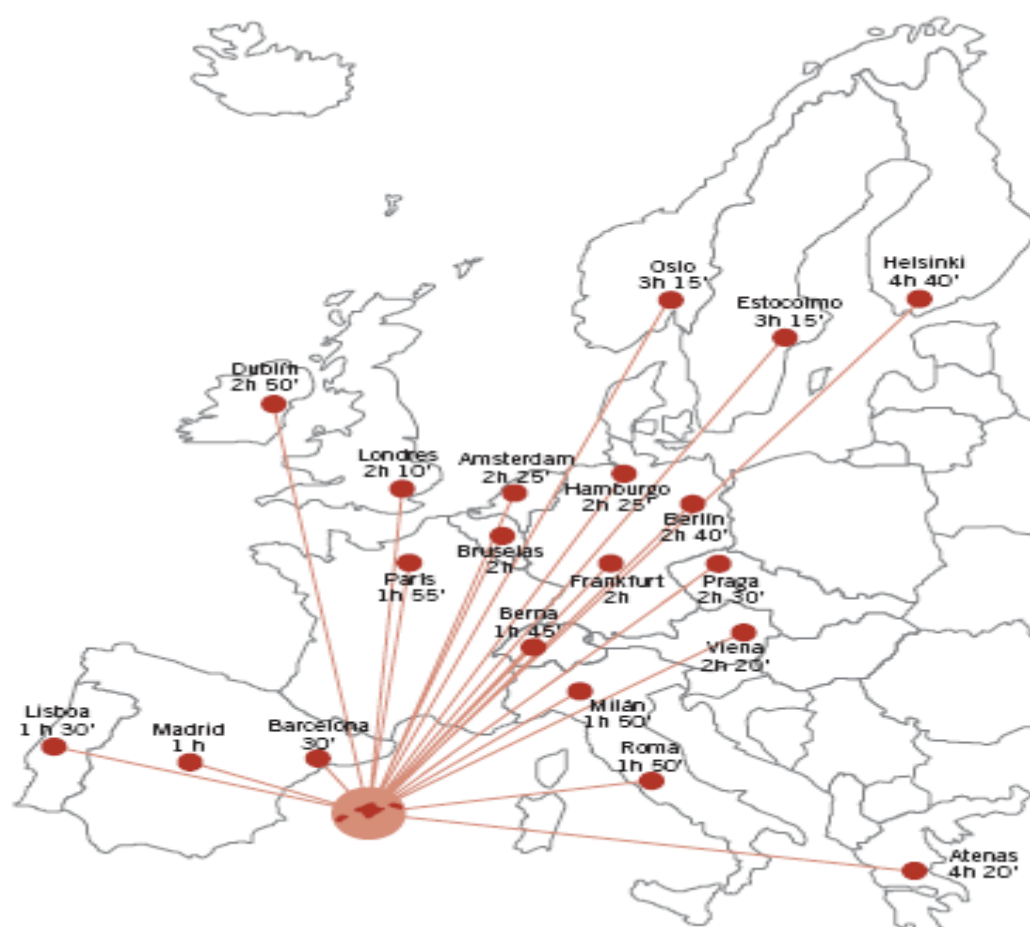 Oslo
3h 15'
Helsinki
4h 40'
Estocolmo
3h 15'
Dublín
2h 50'
Londres
2h 10'
Amsterdam
2h 25'
Hamburgo
2h 25'
Berlín
2h 40'
Bruselas
2h
París
1h 55'
Frankfurt
2h
Praga
2h 30'
Berna
1h 45'
Viena
2h 20'
Milán
1h 50'
Lisboa
1 h 30'
Madrid
1 h
Barcelona
30'
Roma
1h 50'
Atenas
4h 20'